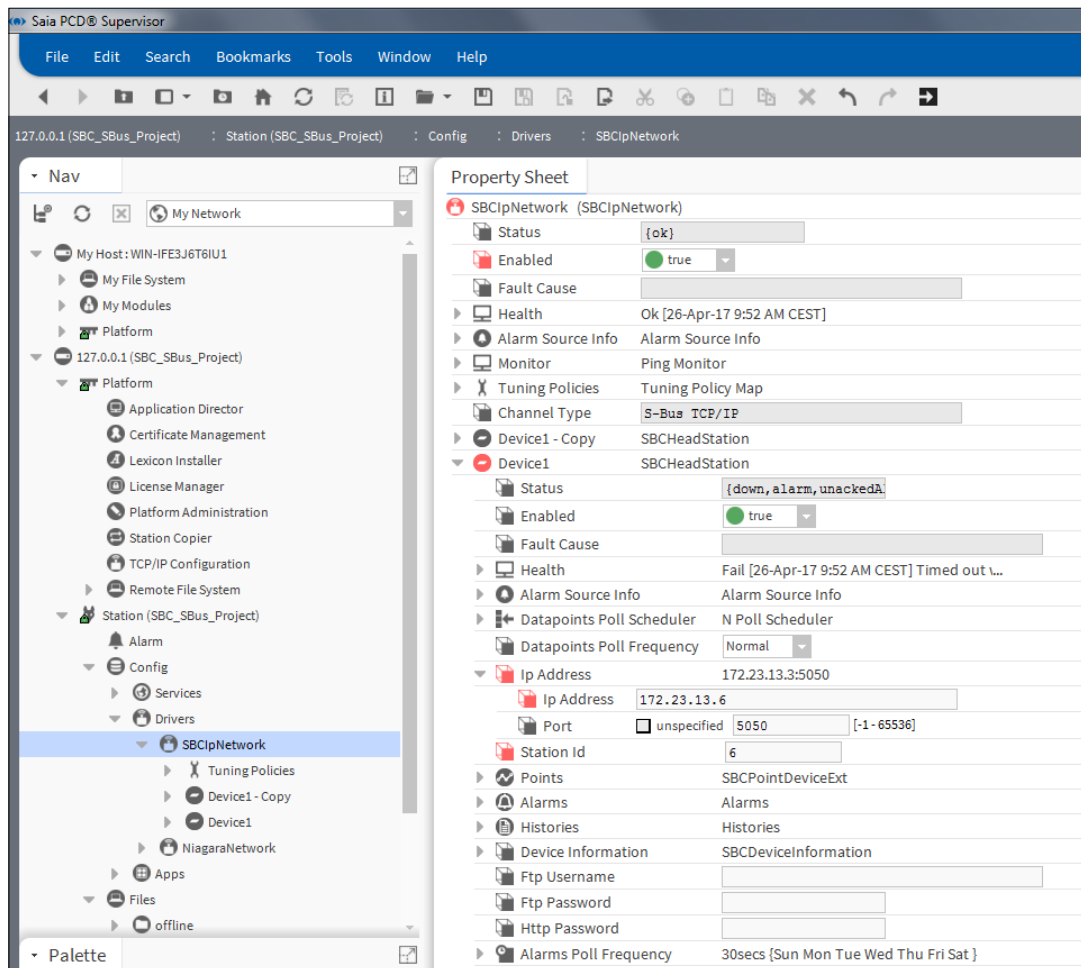 Saia PCD® Supervisor
File Edit Search Bookmarks Tools Window Help
127.0.0.1 (SBC_SBus_Project) : Station (SBC_SBus_Project) : Config : Drivers : SBCIpNetwork
Nav
My Network
My Host : WIN-IFE3J6T6IU1
My File System
My Modules
Platform
127.0.0.1 (SBC_SBus_Project)
Platform
Application Director
Certificate Management
Lexicon Installer
License Manager
Platform Administration
Station Copier
TCP/IP Configuration
Remote File System
Station (SBC_SBus_Project)
Alarm
Config
Services
Drivers
SBCIpNetwork
Tuning Policies
Device1 - Copy
Device1
NiagaraNetwork
Apps
Files
offline
Palette
Property Sheet
SBCIpNetwork (SBCIpNetwork)
Status {ok}
Enabled true
Fault Cause
Health Ok [26-Apr-17 9:52 AM CEST]
Alarm Source Info Alarm Source Info
Monitor Ping Monitor
Tuning Policies Tuning Policy Map
Channel Type S-Bus TCP/IP
Device1 - Copy SBCHeadStation
Device1 SBCHeadStation
Status {down,alarm,unackedAl
Enabled true
Fault Cause
Health Fail [26-Apr-17 9:52 AM CEST] Timed out
Alarm Source Info Alarm Source Info
Datapoints Poll Scheduler N Poll Scheduler
Datapoints Poll Frequency Normal
Ip Address 172.23.13.3:5050
Ip Address 172.23.13.6
Port unspecified 5050 [-1 - 65536]
Station Id 6
Points SBCPointDeviceExt
Alarms Alarms
Histories Histories
Device Information SBCDeviceInformation
Ftp Username
Ftp Password
Http Password
Alarms Poll Frequency 30secs {Sun Mon Tue Wed Thu Fri Sat }